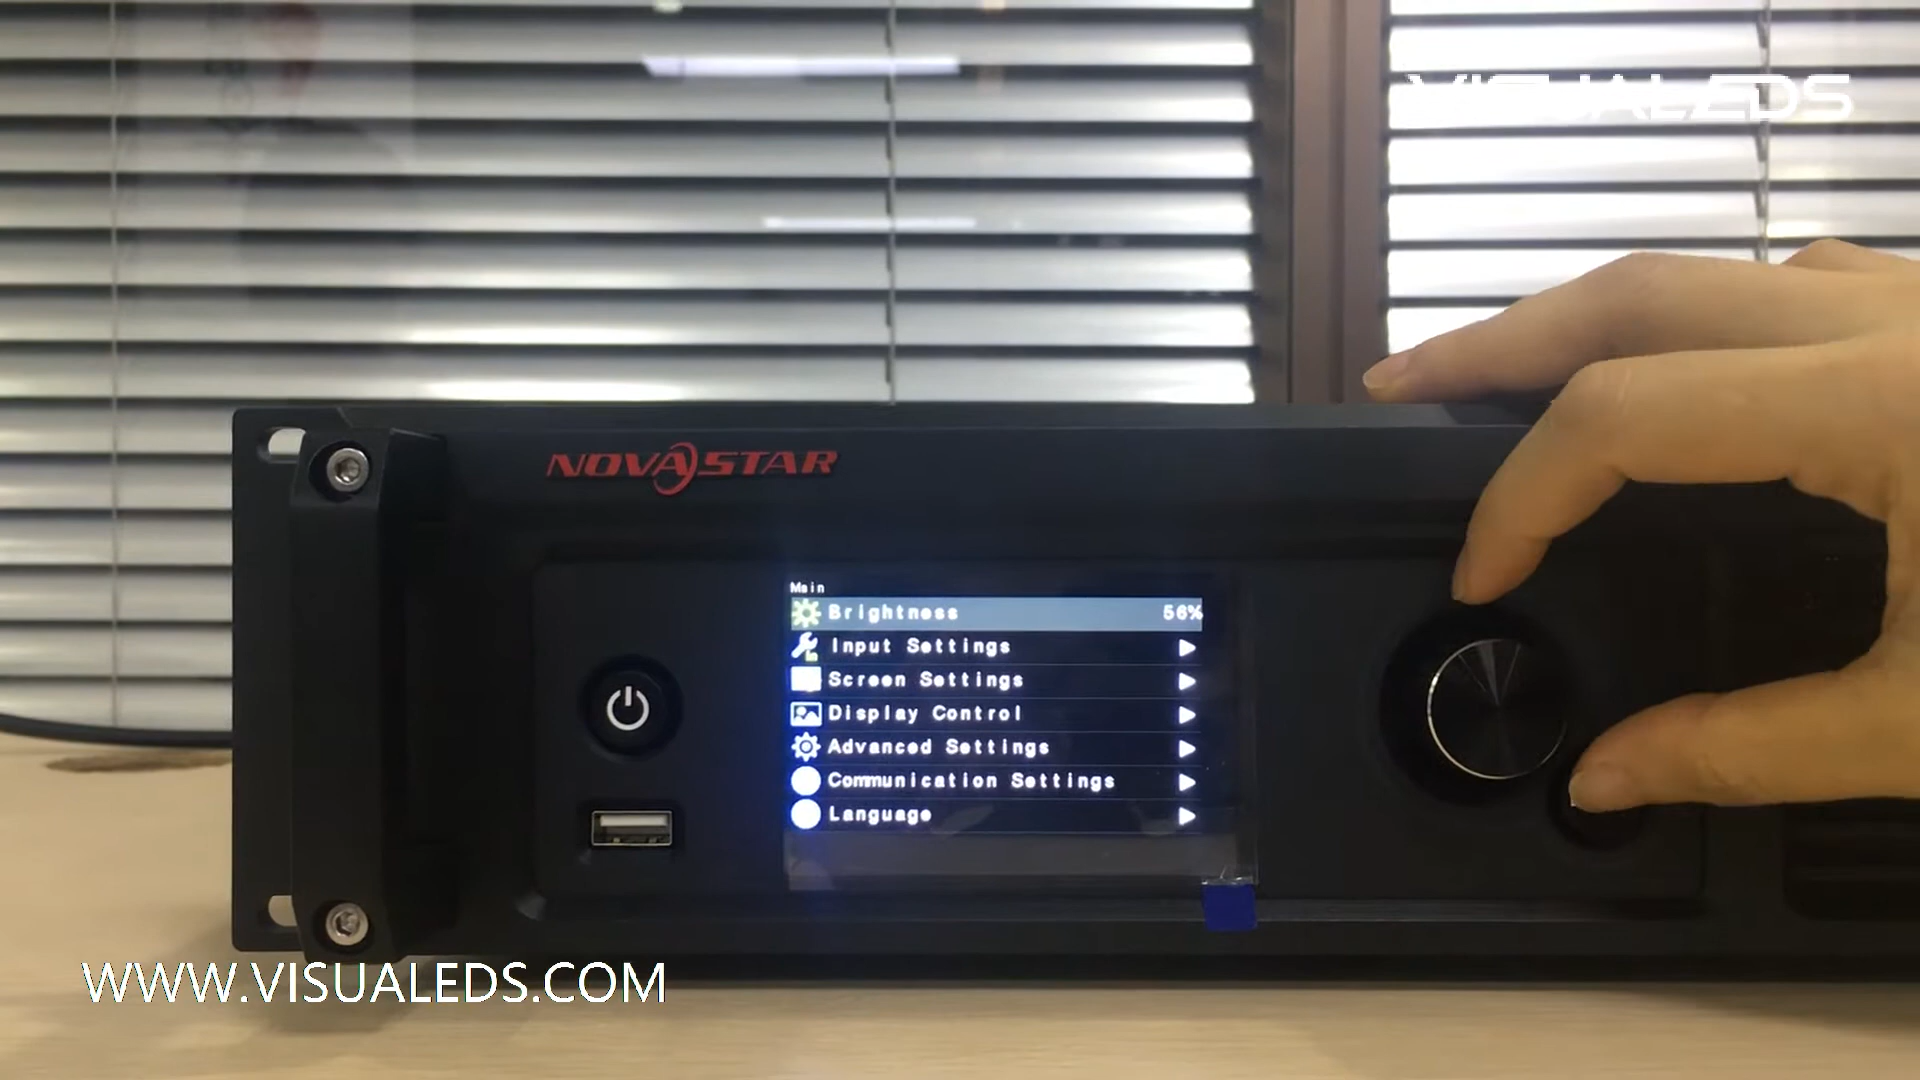 VISUALEDS
NOVASTAR
Main
Brightness 56%
Input Settings
Screen Settings
Display Control
Advanced Settings
Communication Settings
Language
WWW.VISUALEDS.COM